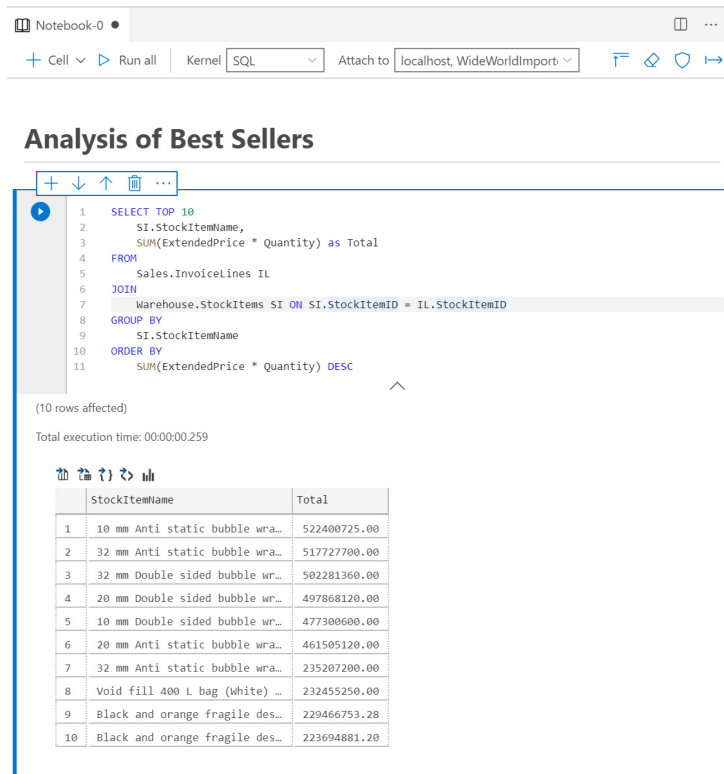 Notebook-0
Cell Run all Kernel SQL Attach to localhost, WideWorldImport
Analysis of Best Sellers
1 SELECT TOP 10
2 SI.StockItemName,
3 SUM(ExtendedPrice * Quantity) as Total
4 FROM
5 Sales.InvoiceLines IL
6 JOIN
7 Warehouse.StockItems SI ON SI.StockItemID = IL.StockItemID
8 GROUP BY
9 SI.StockItemName
10 ORDER BY
11 SUM(ExtendedPrice * Quantity) DESC
(10 rows affected)
Total execution time: 00:00:00.259
StockItemName Total
1 10 mm Anti static bubble wra… 522400725.00
2 32 mm Anti static bubble wra… 517727700.00
3 32 mm Double sided bubble wr… 502281360.00
4 20 mm Double sided bubble wr… 497868120.00
5 10 mm Double sided bubble wr… 477300600.00
6 20 mm Anti static bubble wra… 461505120.00
7 32 mm Anti static bubble wra… 235207200.00
8 Void fill 400 L bag (White) … 232455250.00
9 Black and orange fragile des… 229466753.28
10 Black and orange fragile des… 223694881.20